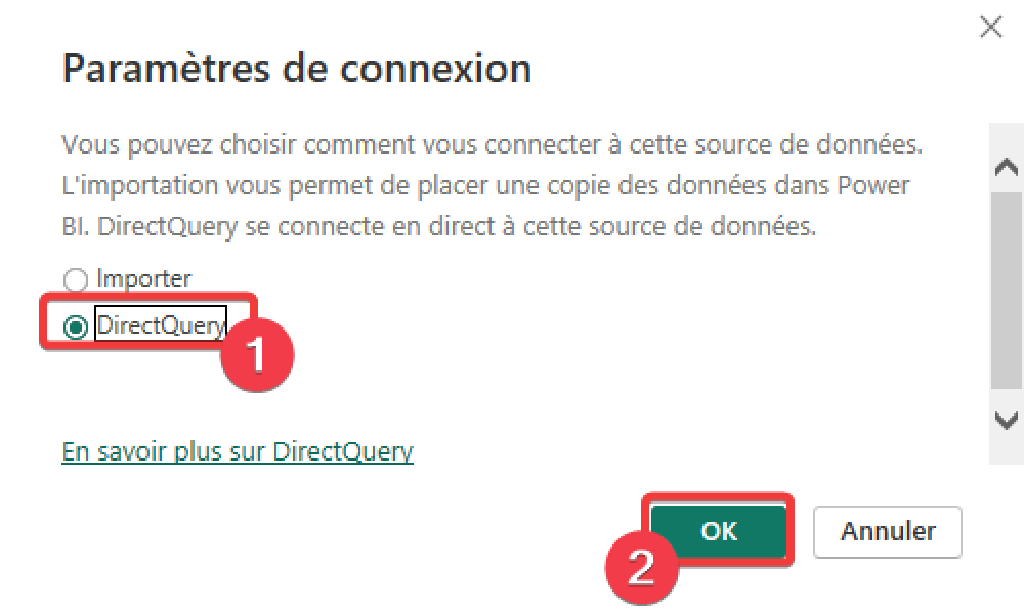 Paramètres de connexion
Vous pouvez choisir comment vous connecter à cette source de données.
L'importation vous permet de placer une copie des données dans Power
BI. DirectQuery se connecte en direct à cette source de données.
Importer
DirectQuery
1
En savoir plus sur DirectQuery
OK Annuler
2